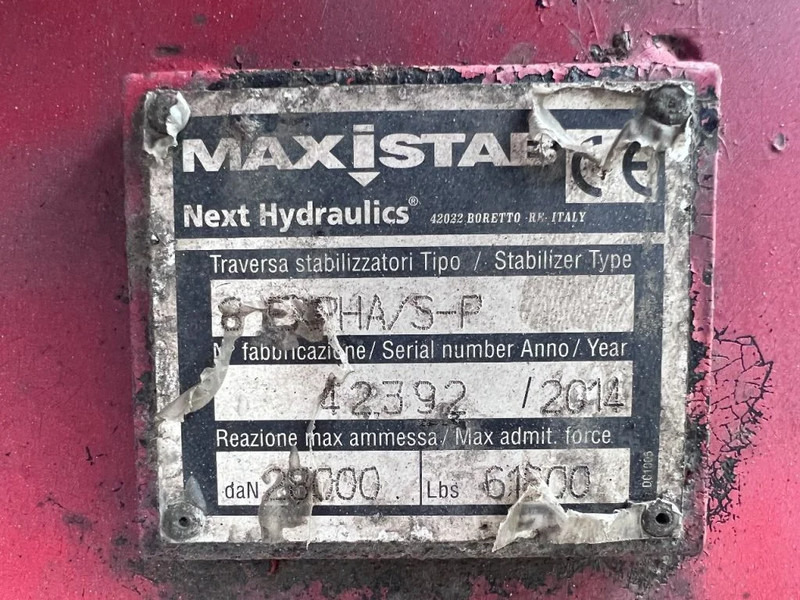 MAXISTAB CE
Next Hydraulics® 42032 BORETTO -RE- ITALY
Traversa stabilizzatori Tipo / Stabilizer Type
N° fabbricazione / Serial number Anno / Year
42392 / 2014
Reazione max ammessa / Max admit. force
daN 28000 Lbs